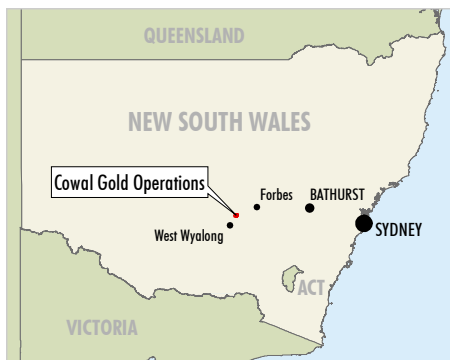 QUEENSLAND
NEW SOUTH WALES
Cowal Gold Operations
Forbes
BATHURST
West Wyalong
SYDNEY
ACT
VICTORIA